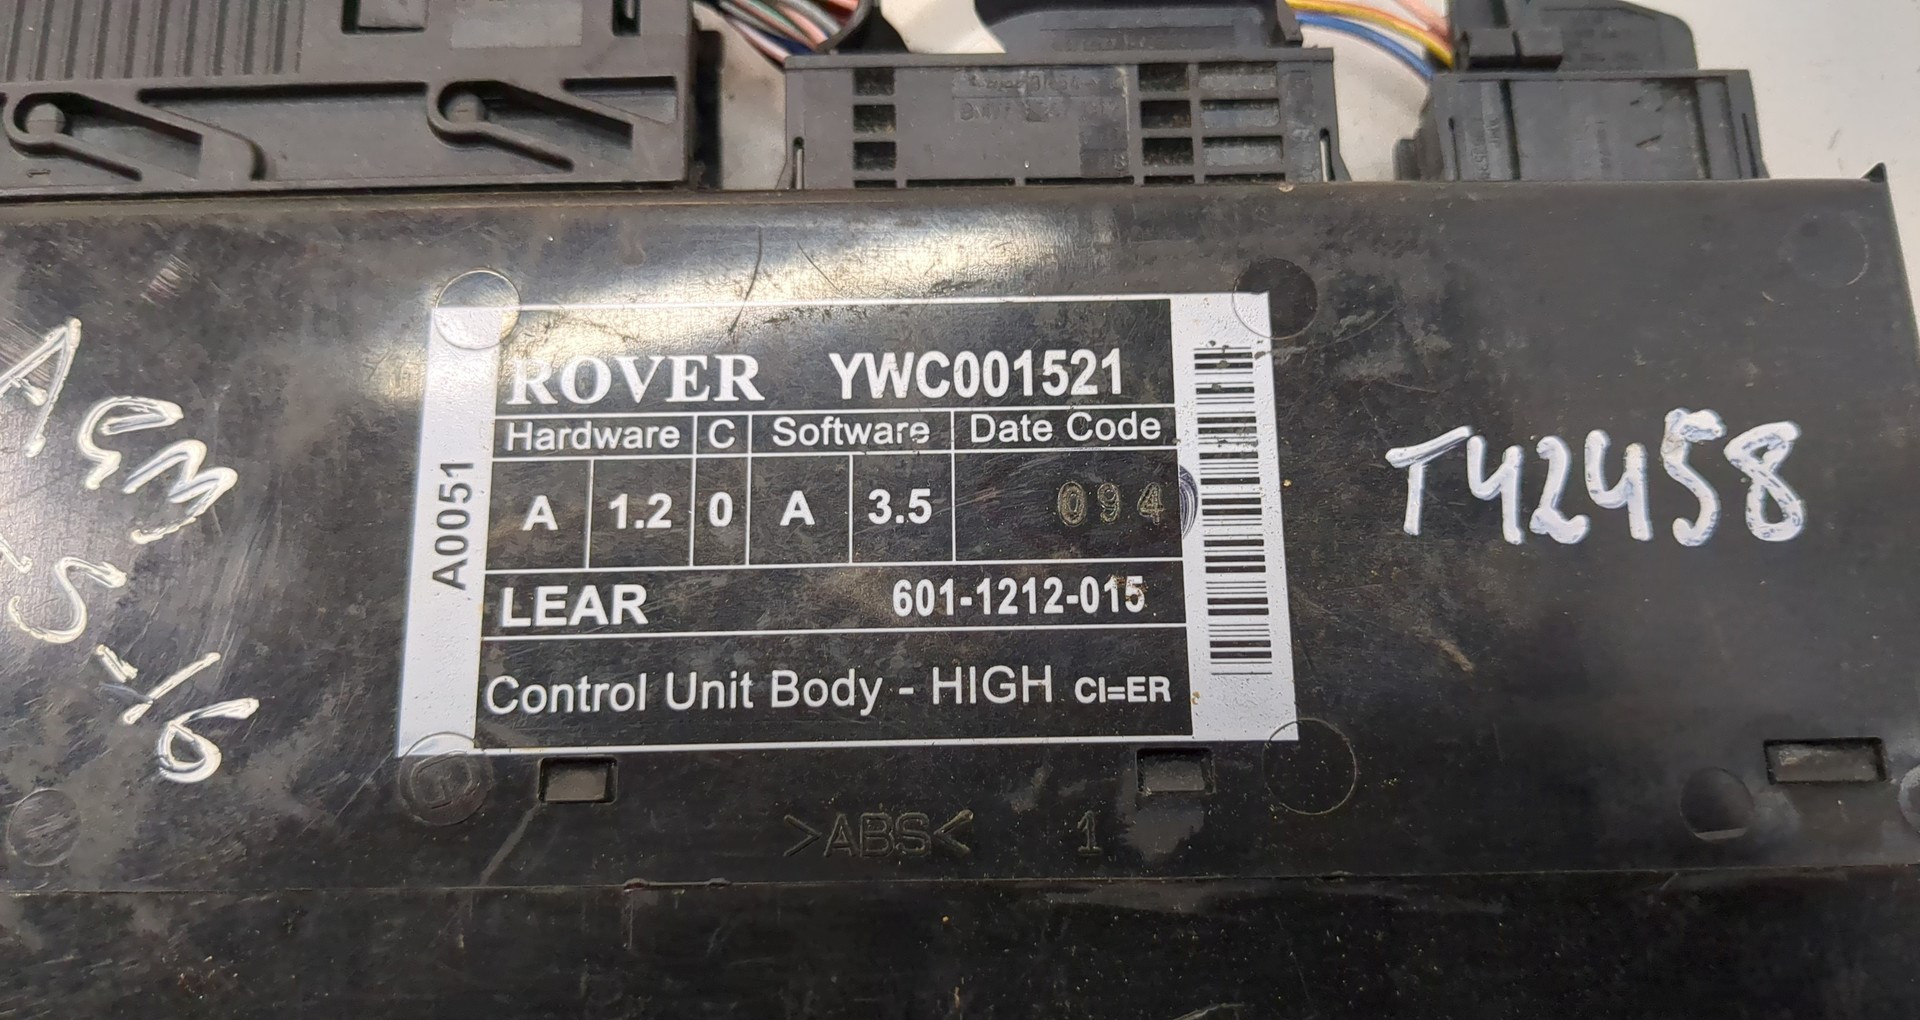 ROVER YWC001521
Hardware C Software Date Code
A 1.2 0 A 3.5 094
LEAR 601-1212-015
Control Unit Body - HIGH CI=ER
A0051
T42458
>ABS< 1